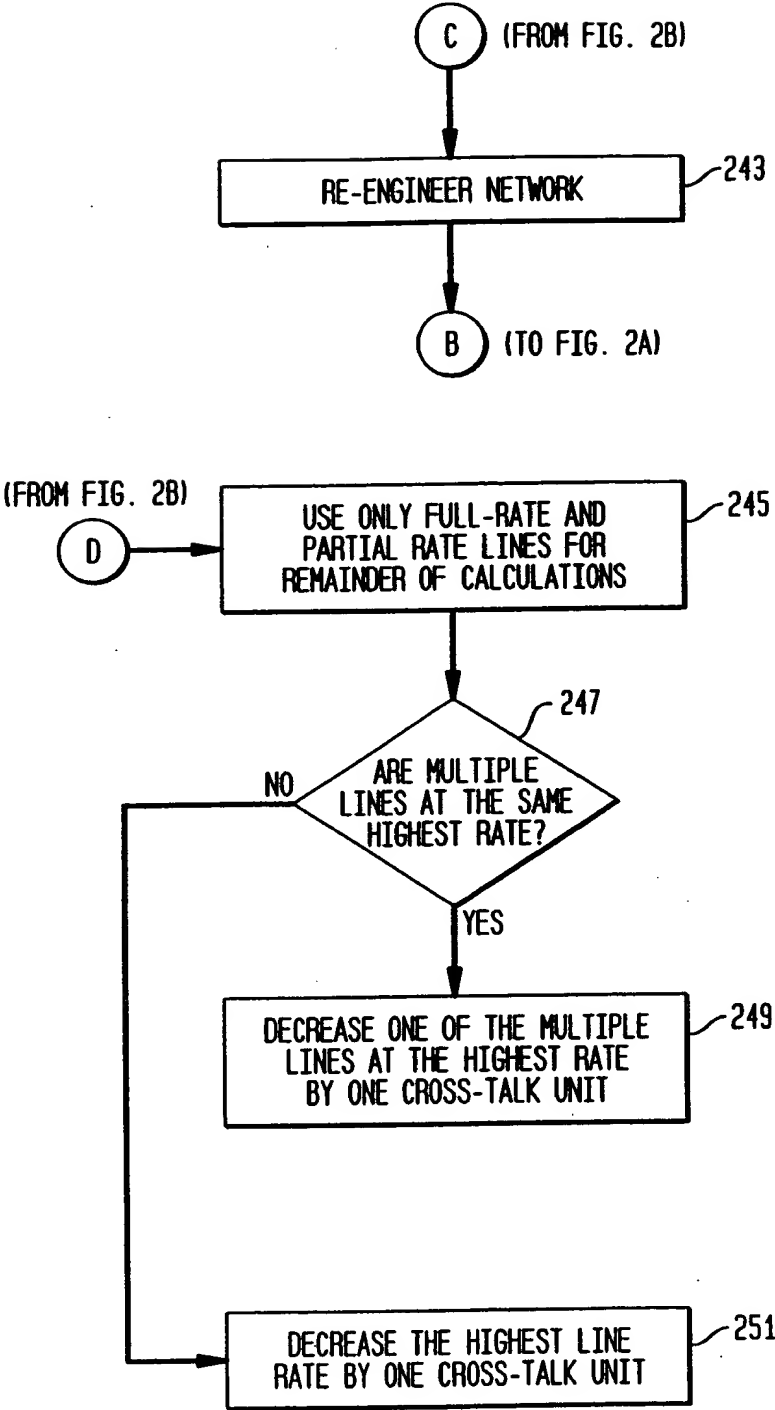 C (FROM FIG. 2B)
RE-ENGINEER NETWORK
243
B (TO FIG. 2A)
(FROM FIG. 2B)
D
USE ONLY FULL-RATE AND
PARTIAL RATE LINES FOR
REMAINDER OF CALCULATIONS
245
247
ARE MULTIPLE
LINES AT THE SAME
HIGHEST RATE?
NO
YES
DECREASE ONE OF THE MULTIPLE
LINES AT THE HIGHEST RATE
BY ONE CROSS-TALK UNIT
249
DECREASE THE HIGHEST LINE
RATE BY ONE CROSS-TALK UNIT
251